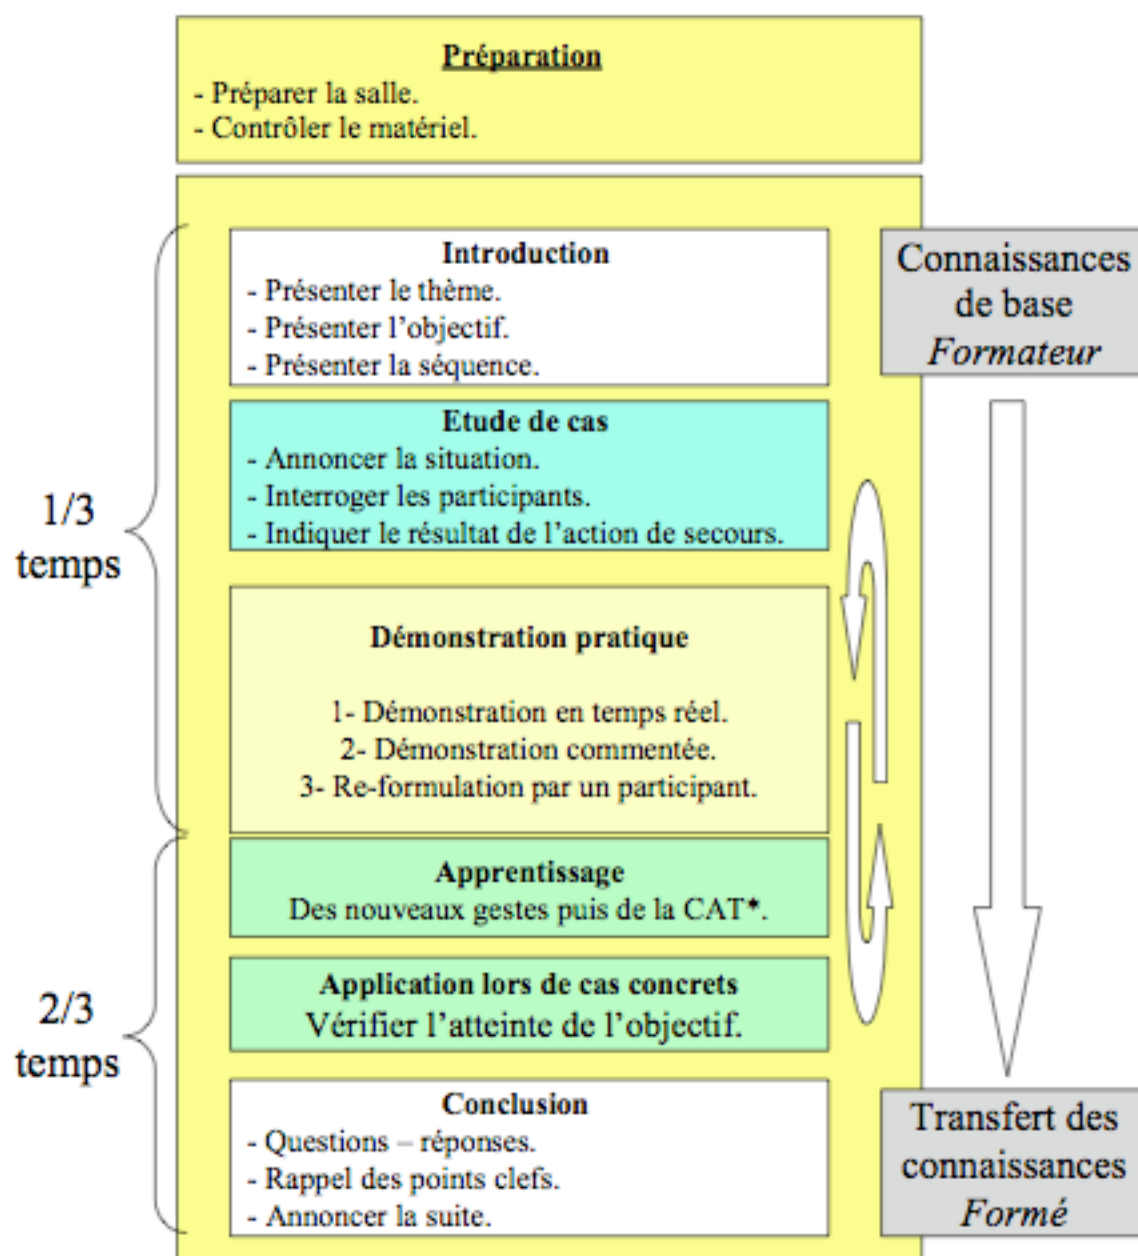 Préparation
- Préparer la salle.
- Contrôler le matériel.
Introduction
- Présenter le thème.
- Présenter l’objectif.
- Présenter la séquence.
Connaissances
de base
Formateur
Etude de cas
- Annoncer la situation.
- Interroger les participants.
- Indiquer le résultat de l’action de secours.
1/3
temps
Démonstration pratique
1- Démonstration en temps réel.
2- Démonstration commentée.
3- Re-formulation par un participant.
Apprentissage
Des nouveaux gestes puis de la CAT*.
Application lors de cas concrets
Vérifier l’atteinte de l’objectif.
2/3
temps
Conclusion
- Questions – réponses.
- Rappel des points clefs.
- Annoncer la suite.
Transfert des
connaissances
Formé